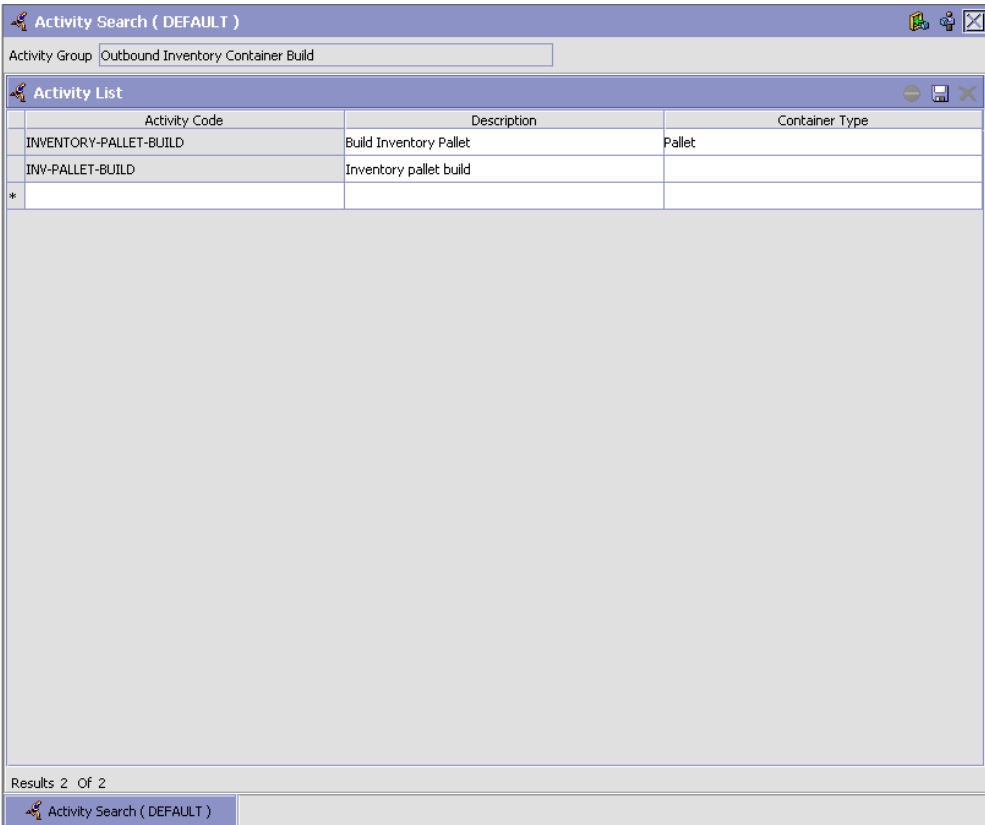 Activity Search ( DEFAULT )
Activity Group Outbound Inventory Container Build
Activity List
Activity Code Description Container Type
INVENTORY-PALLET-BUILD Build Inventory Pallet Pallet
INV-PALLET-BUILD Inventory pallet build
*
Results 2 Of 2
Activity Search ( DEFAULT )